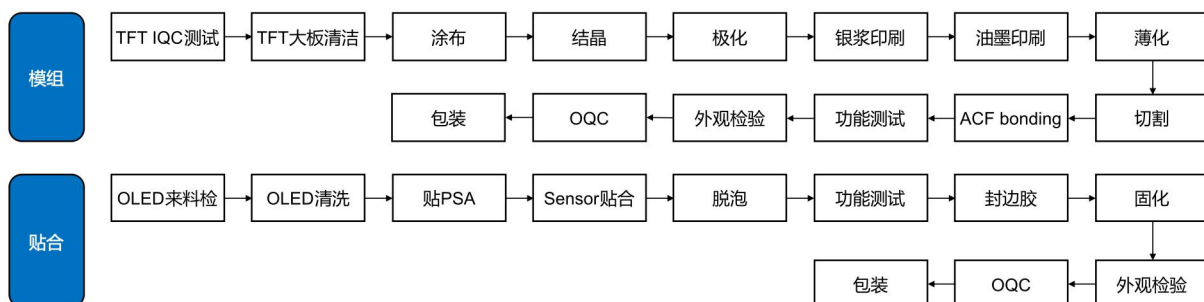 模组
TFT IQC测试
TFT大板清洁
涂布
结晶
极化
银浆印刷
油墨印刷
薄化
切割
ACF bonding
功能测试
外观检验
OQC
包装
贴合
OLED来料检
OLED清洗
贴PSA
Sensor贴合
脱泡
功能测试
封边胶
固化
外观检验
OQC
包装